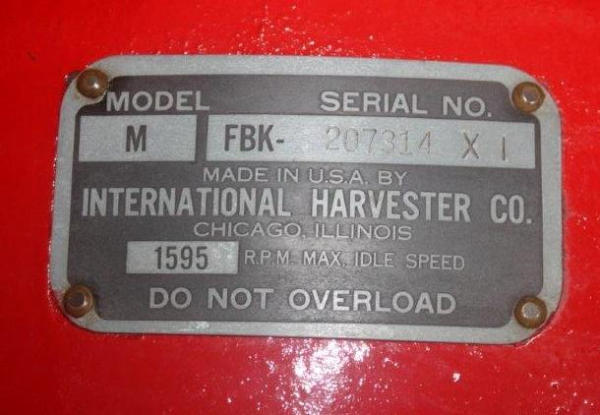 MODEL SERIAL NO.
M FBK- 207314 X 1
MADE IN U.S.A. BY
INTERNATIONAL HARVESTER CO.
CHICAGO, ILLINOIS
1595 R.P.M. MAX. IDLE SPEED
DO NOT OVERLOAD